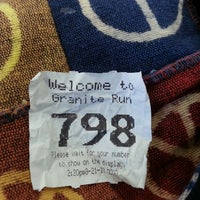 Welcome to
Granite Run
798
Please wait for your number
to show on the display